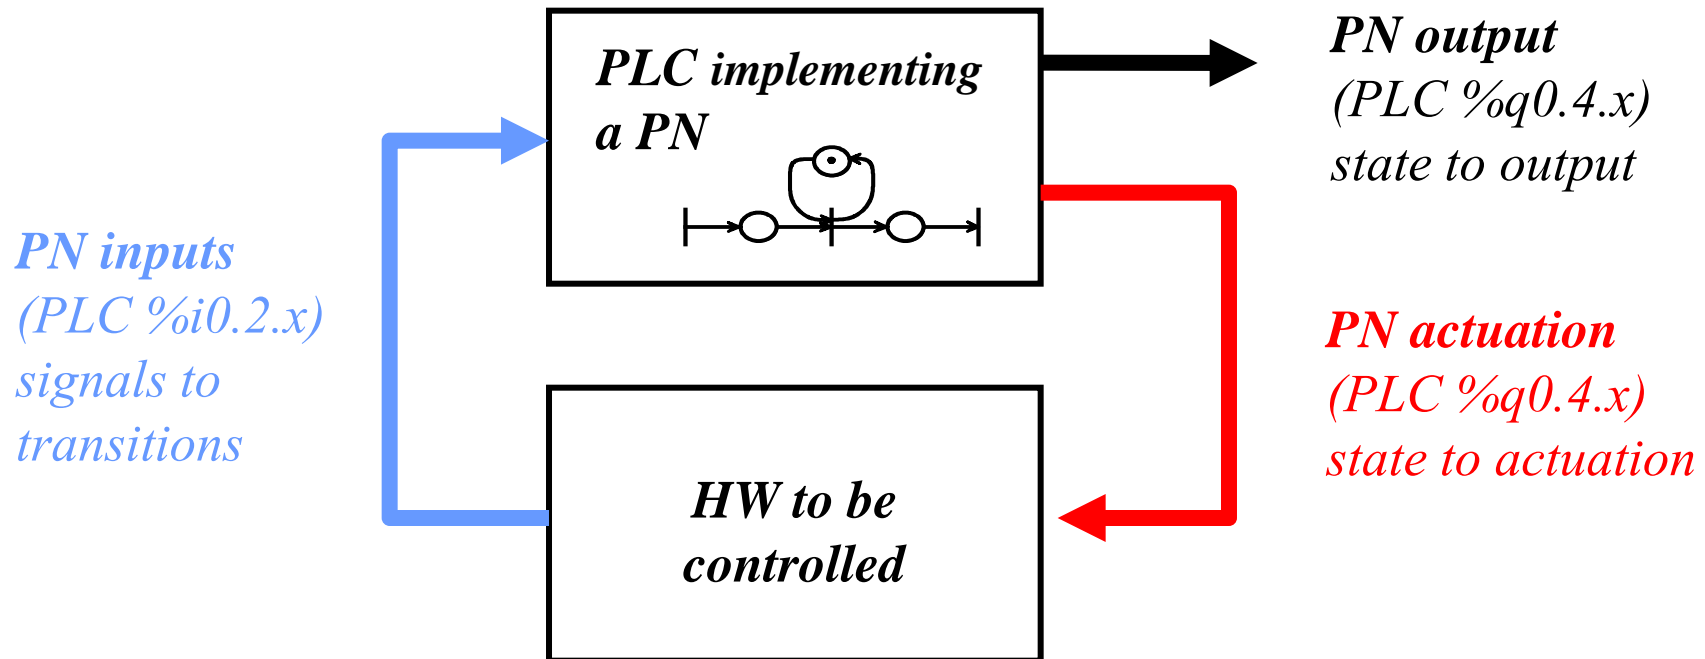 PLC implementing
a PN
PN output
(PLC %q0.4.x)
state to output
PN inputs
(PLC %i0.2.x)
signals to
transitions
PN actuation
(PLC %q0.4.x)
state to actuation
HW to be
controlled